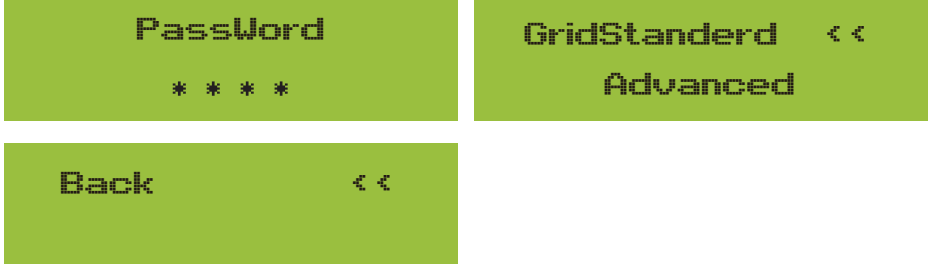 PassWord
* * * *
GridStanderd < <
Advanced
Back < <